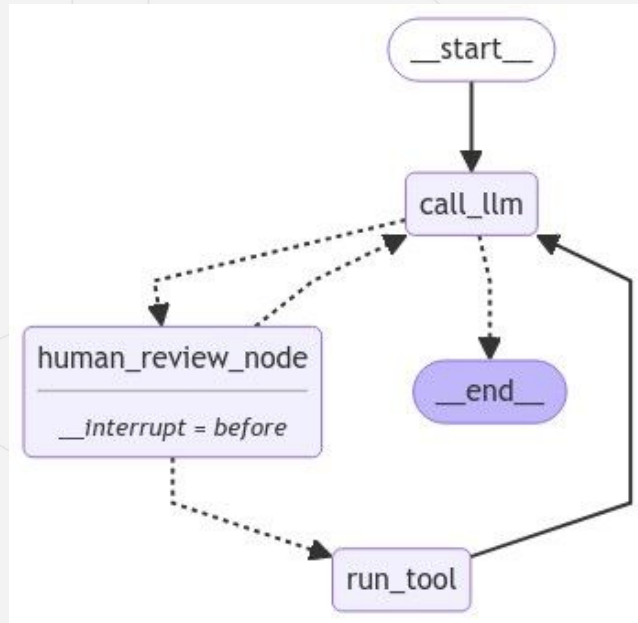 __start__
call_llm
human_review_node
__interrupt = before
__end__
run_tool